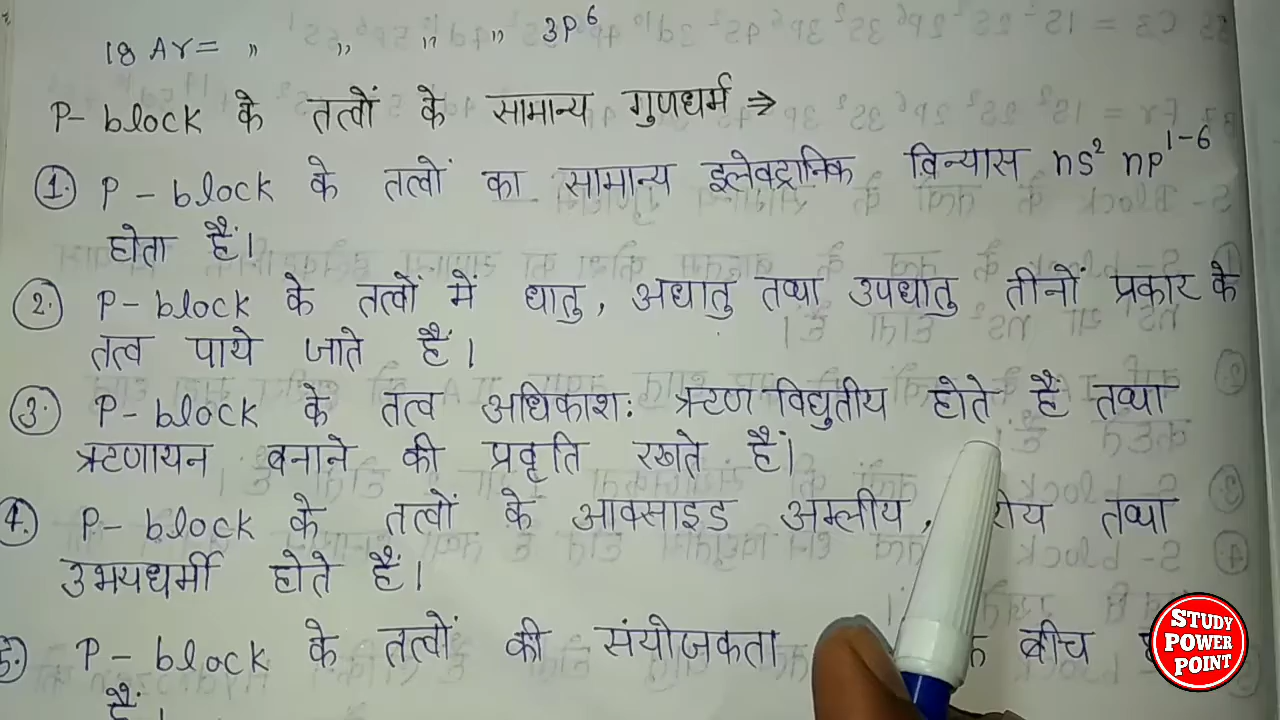 18 Ar = " " " " 3p⁶
P-block के तत्वों के सामान्य गुणधर्म ⇒
1. P-block के तत्वों का सामान्य इलेक्ट्रानिक विन्यास ns² np¹⁻⁶
होता हैं।
2. P-block के तत्वों में धातु, अधातु तथा उपधातु तीनों प्रकार के
तत्व पाये जाते हैं।
3. P-block के तत्व अधिकाशः ऋण विद्युतीय होते है तथा
ऋणायन बनाने की प्रवृति रखते हैं।
4. P-block के तत्वों के आक्साइड अम्लीय, तथा
उभयधर्मी होते हैं।
5. P-block के तत्वों की संयोजकता बीच
हैं।
STUDY
POWER
POINT